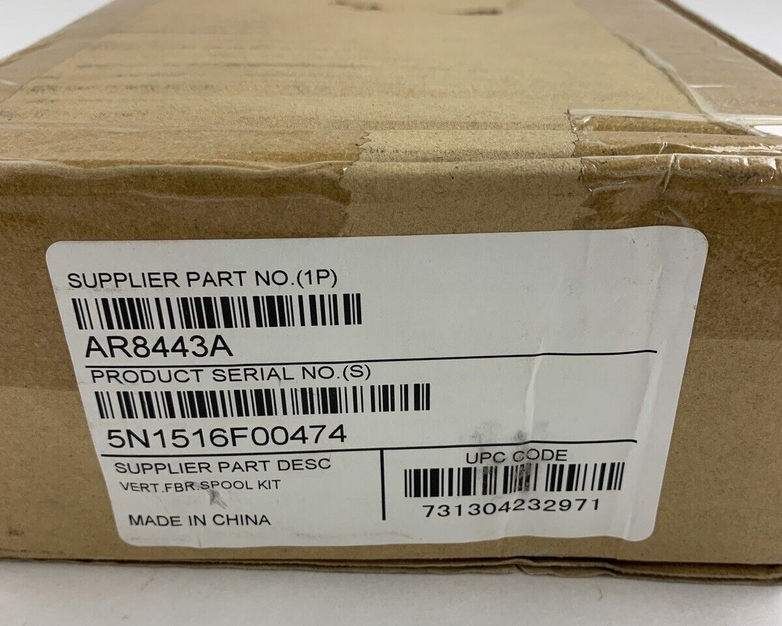 SUPPLIER PART NO.(1P)
AR8443A
PRODUCT SERIAL NO.(S)
5N1516F00474
SUPPLIER PART DESC
VERT.FBR.SPOOL KIT
MADE IN CHINA
UPC CODE
731304232971